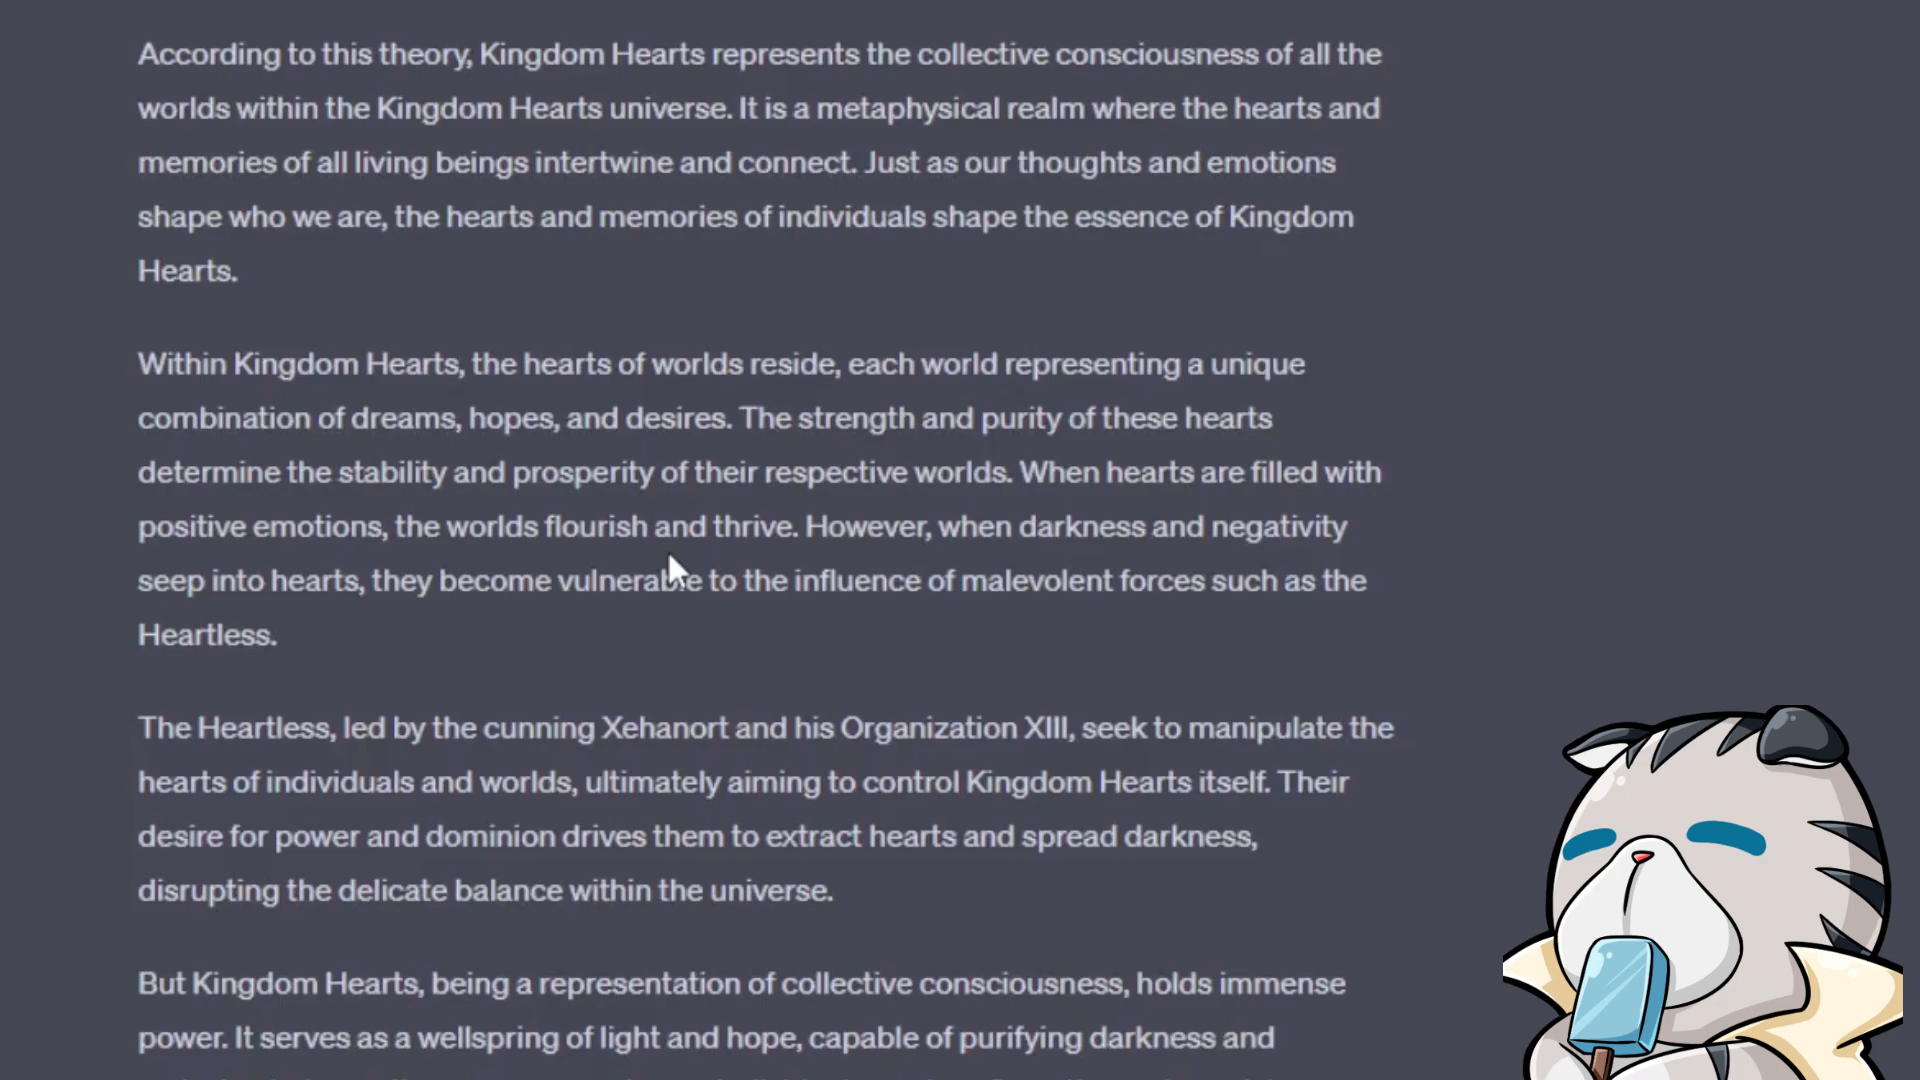 According to this theory, Kingdom Hearts represents the collective consciousness of all the
worlds within the Kingdom Hearts universe. It is a metaphysical realm where the hearts and
memories of all living beings intertwine and connect. Just as our thoughts and emotions
shape who we are, the hearts and memories of individuals shape the essence of Kingdom
Hearts.
Within Kingdom Hearts, the hearts of worlds reside, each world representing a unique
combination of dreams, hopes, and desires. The strength and purity of these hearts
determine the stability and prosperity of their respective worlds. When hearts are filled with
positive emotions, the worlds flourish and thrive. However, when darkness and negativity
seep into hearts, they become vulnerable to the influence of malevolent forces such as the
Heartless.
The Heartless, led by the cunning Xehanort and his Organization XIII, seek to manipulate the
hearts of individuals and worlds, ultimately aiming to control Kingdom Hearts itself. Their
desire for power and dominion drives them to extract hearts and spread darkness,
disrupting the delicate balance within the universe.
But Kingdom Hearts, being a representation of collective consciousness, holds immense
power. It serves as a wellspring of light and hope, capable of purifying darkness and